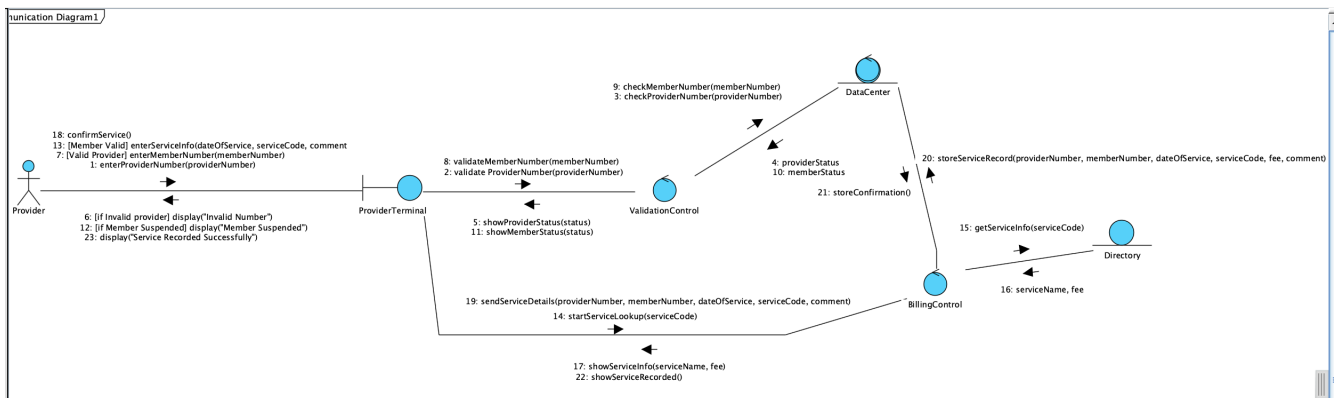 nunication Diagram1
9: checkMemberNumber(memberNumber)
3: checkProviderNumber(providerNumber)
DataCenter
18: confirmService()
13: [Member Valid] enterServiceInfo(dateOfService, serviceCode, comment
7: [Valid Provider] enterMemberNumber(memberNumber)
1: enterProviderNumber(providerNumber)
8: validateMemberNumber(memberNumber)
2: validate ProviderNumber(providerNumber)
4: providerStatus
10: memberStatus
20: storeServiceRecord(providerNumber, memberNumber, dateOfService, serviceCode, fee, comment)
21: storeConfirmation()
Provider
ProviderTerminal
ValidationControl
6: [if Invalid provider] display("Invalid Number")
12: [if Member Suspended] display("Member Suspended")
23: display("Service Recorded Successfully")
5: showProviderStatus(status)
11: showMemberStatus(status)
15: getServiceInfo(serviceCode)
Directory
16: serviceName, fee
19: sendServiceDetails(providerNumber, memberNumber, dateOfService, serviceCode, comment)
BillingControl
14: startServiceLookup(serviceCode)
17: showServiceInfo(serviceName, fee)
22: showServiceRecorded()